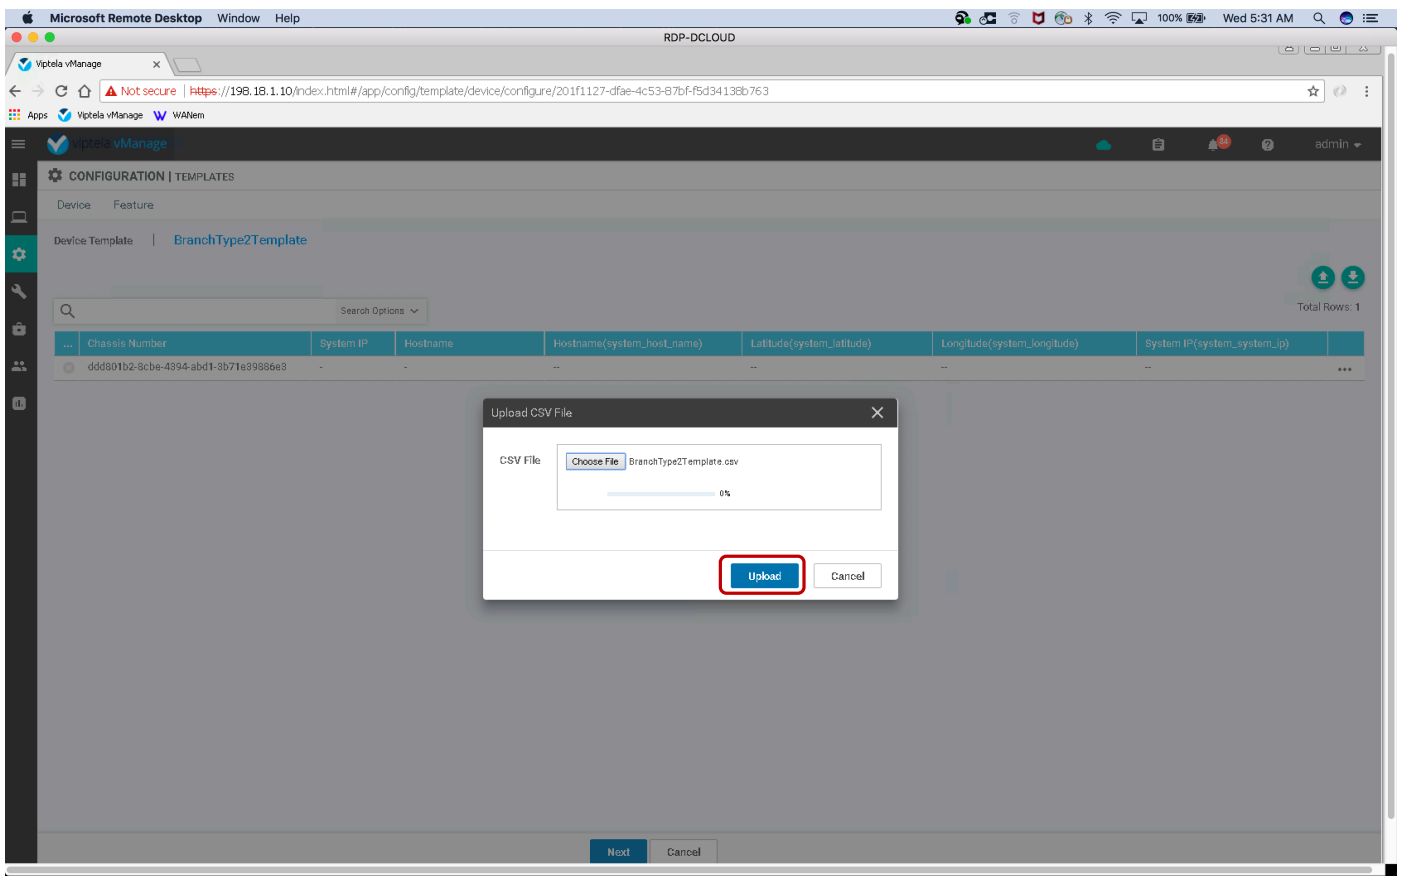 Microsoft Remote Desktop Window Help 100% Wed 5:31 AM
RDP-DCLOUD
Viptela vManage
Not secure | https://198.18.1.10/index.html#/app/config/template/device/configure/201f1127-dfae-4c53-87bf-f5d34138b763
Apps Viptela vManage WANem
viptela vManage 64 admin
CONFIGURATION | TEMPLATES
Device Feature
Device Template | BranchType2Template
Search Options Total Rows: 1
... Chassis Number System IP Hostname Hostname(system_host_name) Latitude(system_latitude) Longitude(system_longitude) System IP(system_system_ip)
ddd801b2-8cbe-4394-abd1-3b71e39886e3 - - -- -- -- -- •••
Upload CSV File
CSV File Choose File BranchType2Template.csv
0%
Upload Cancel
Next Cancel